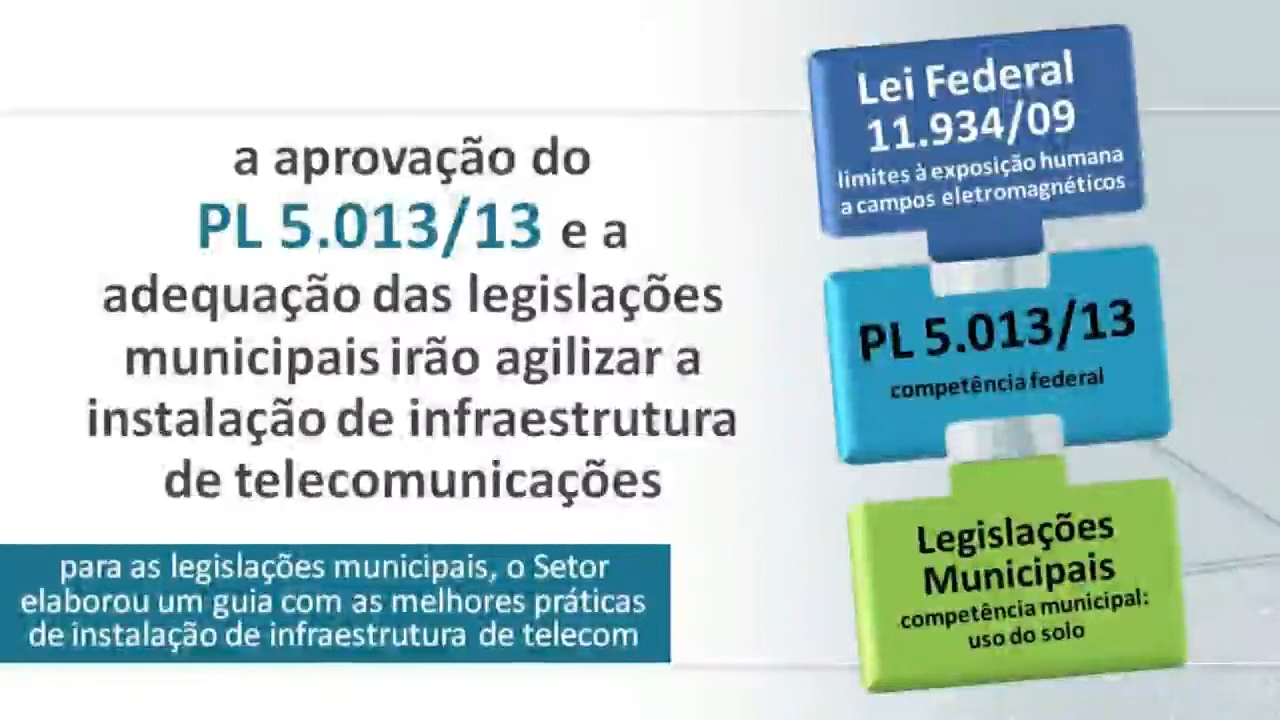 a aprovação do
PL 5.013/13 e a
adequação das legislações
municipais irão agilizar a
instalação de infraestrutura
de telecomunicações
para as legislações municipais, o Setor
elaborou um guia com as melhores práticas
de instalação de infraestrutura de telecom
Lei Federal
11.934/09
limites à exposição humana
a campos eletromagnéticos
PL 5.013/13
competência federal
Legislações
Municipais
competência municipal:
uso do solo